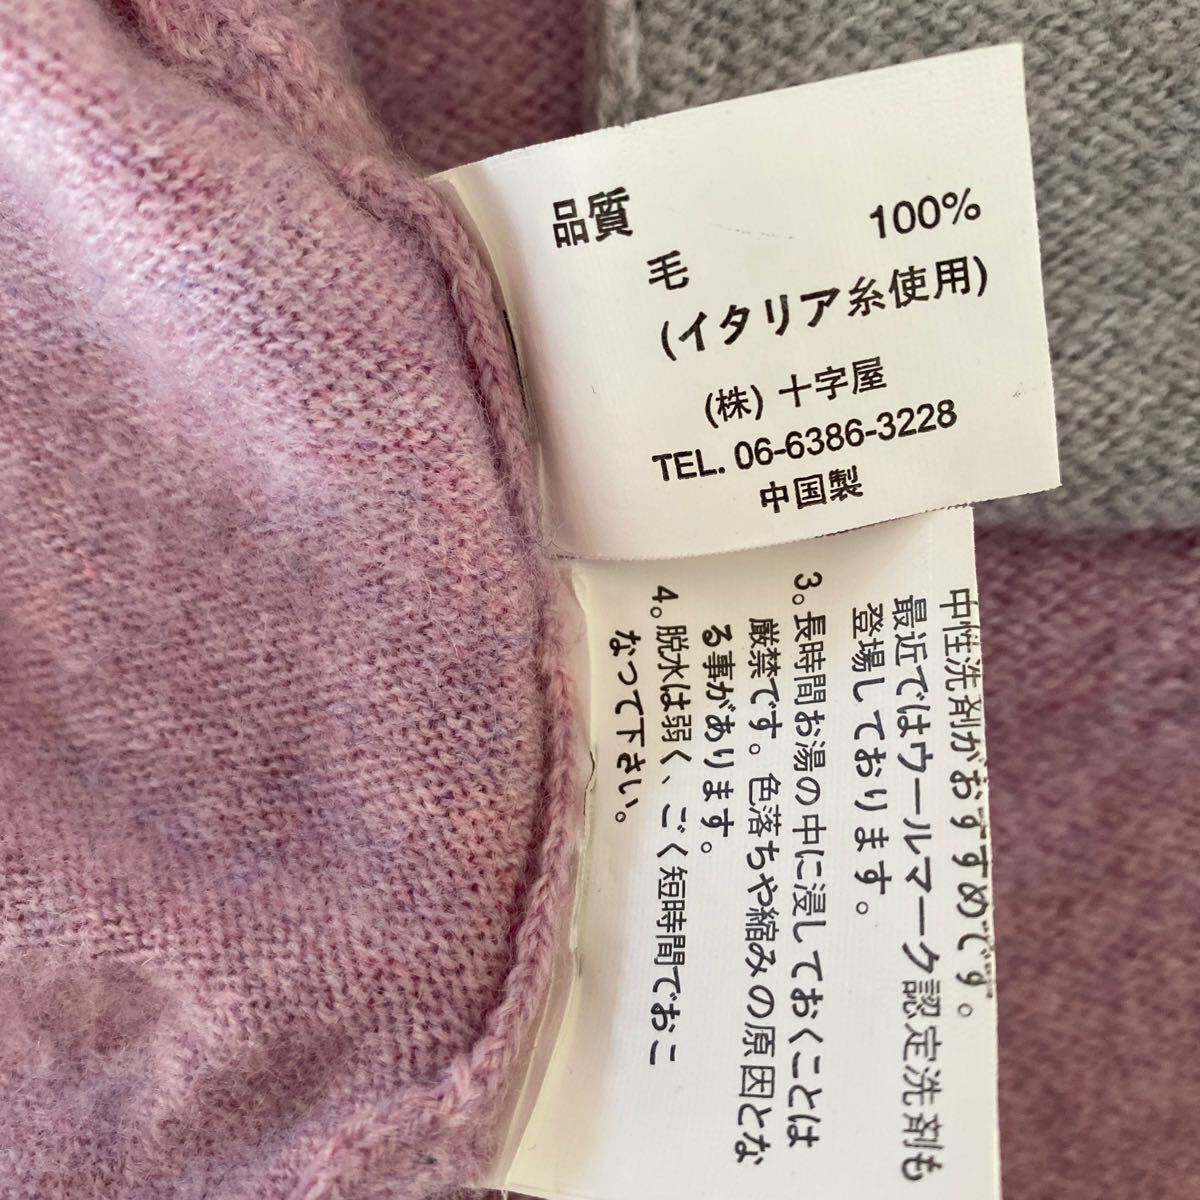 品質
毛 100%
(イタリア糸使用)
(株) 十字屋
TEL. 06-6386-3228
中国製
中性洗剤がおすすめです。
最近ではウールマーク認定洗剤も
登場しております。
3。長時間お湯の中に浸しておくことは
厳禁です。色落ちや縮みの原因とな
る事があります。
4。脱水は弱く、ごく短時間でおこ
なって下さい。